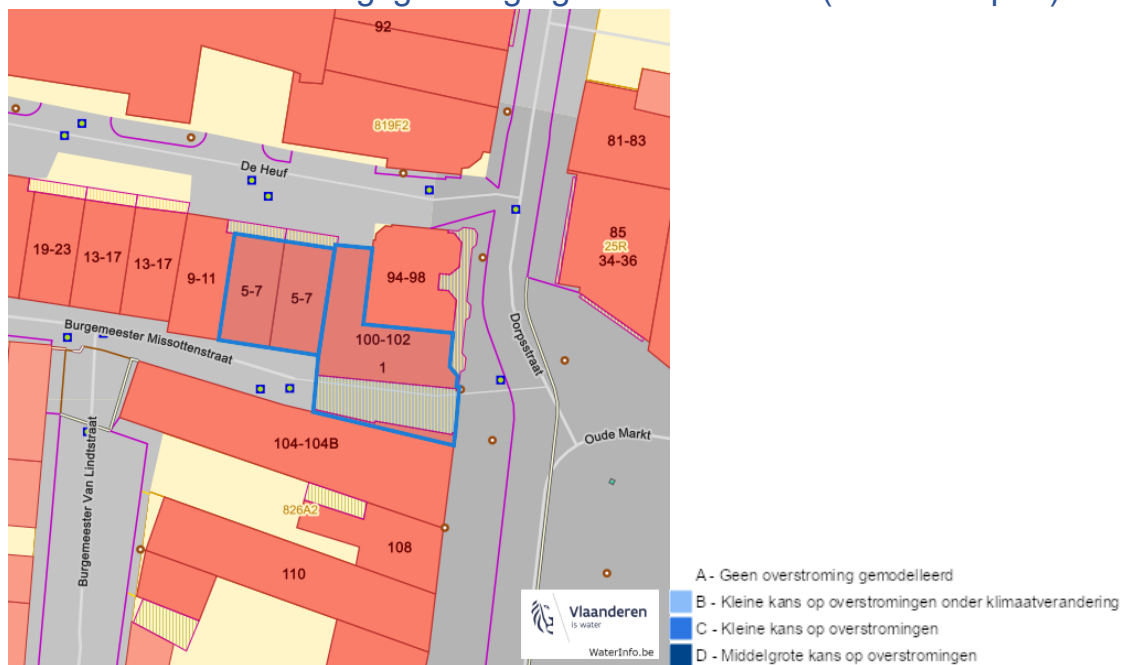 92
819F2
81-83
De Heuf
85
25R
34-36
19-23
13-17
13-17
9-11
5-7
5-7
94-98
100-102
1
Burgemeester Missottenstraat
Dorpsstraat
Oude Markt
104-104B
Burgemeester Van Lindtstraat
826A2
108
110
Vlaanderen
is water
WaterInfo.be
A - Geen overstroming gemodelleerd
B - Kleine kans op overstromingen onder klimaatverandering
C - Kleine kans op overstromingen
D - Middelgrote kans op overstromingen